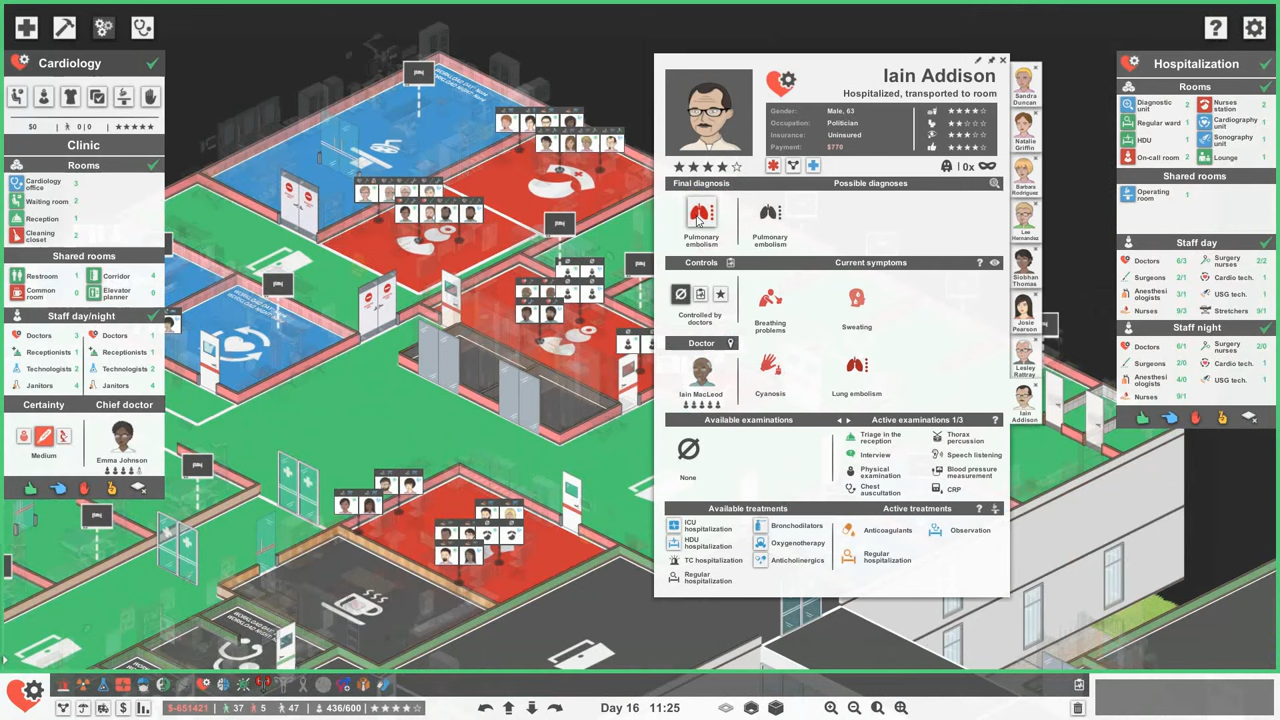 Cardiology
$0 | 0|0
Clinic
Rooms
Cardiology office 3
Waiting room 2
Reception 1
Cleaning closet 2
Shared rooms
Restroom 1 Corridor 4
Common room 0 Elevator planner 0
Staff day/night
Doctors 3 Doctors 1
Receptionists 1 Receptionists 1
Technologists 2 Technologists 2
Janitors 4 Janitors 4
Certainty Chief doctor
Medium Emma Johnson
Iain Addison
Hospitalized, transported to room
Gender: Male, 63
Occupation: Politician
Insurance: Uninsured
Payment: $770
| 0x
Final diagnosis Possible diagnoses
Pulmonary embolism Pulmonary embolism
Controls Current symptoms ?
Controlled by doctors
Breathing problems Sweating
Doctor
Iain MacLeod
Cyanosis Lung embolism
Available examinations Active examinations 1/3 ?
None
Triage in the reception Thorax percussion
Interview Speech listening
Physical examination Blood pressure measurement
Chest auscultation CRP
Available treatments Active treatments ?
ICU hospitalization Bronchodilators Anticoagulants Observation
HDU hospitalization Oxygenotherapy
TC hospitalization Anticholinergics Regular hospitalization
Regular hospitalization
Sandra Duncan
Natalie Griffin
Barbara Rodriguez
Lee Hernandez
Siobhan Thomas
Josie Pearson
Lesley Rattray
Iain Addison
?
Hospitalization
Rooms
Diagnostic unit 2 Nurses station 2
Regular ward 2 Cardiography unit 1
HDU 1 Sonography unit 1
On-call room 2 Lounge 1
Shared rooms
Operating room 1
Staff day
Doctors 6/3 Surgery nurses 2/2
Surgeons 2/1 Cardio tech. 1
Anesthesiologists 3/1 USG tech. 1
Nurses 9/3 Stretchers 9/1
Staff night
Doctors 6/1 Surgery nurses 2/0
Surgeons 2/0 Cardio tech. 1
Anesthesiologists 4/0 USG tech. 1
Nurses 9/1
$-651421 | 37 5 47 | 436/600
Day 16 11:25